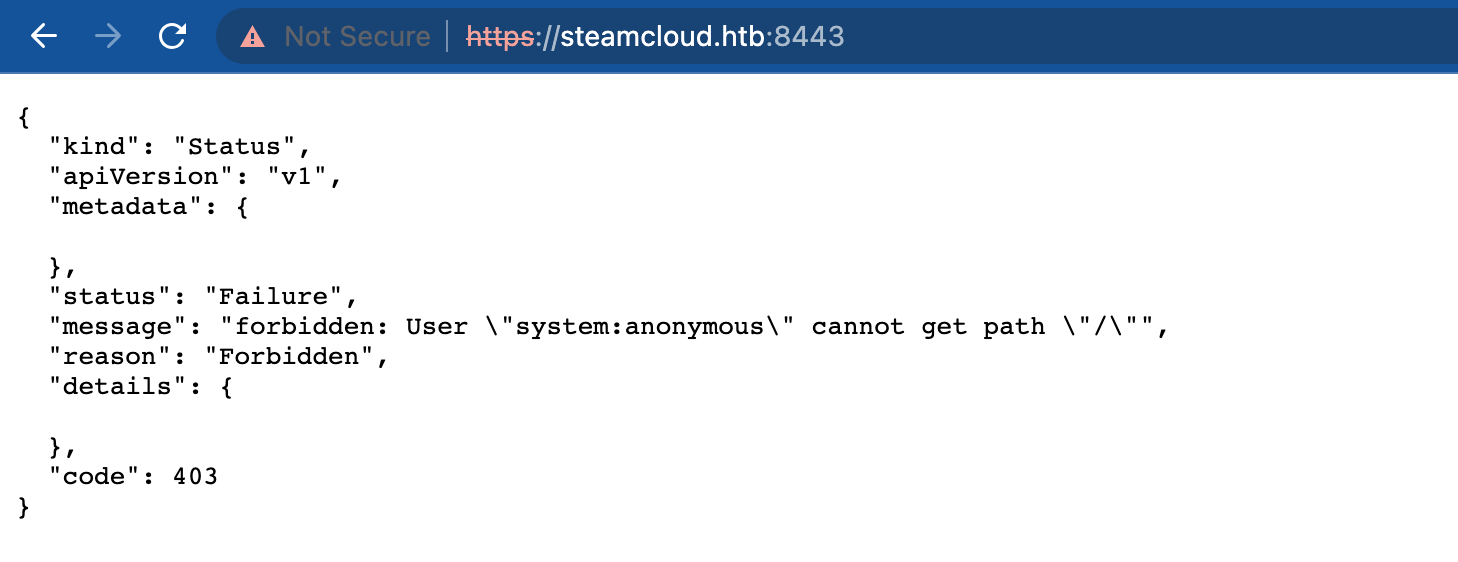 Not Secure https://steamcloud.htb:8443
{
"kind": "Status",
"apiVersion": "v1",
"metadata": {
},
"status": "Failure",
"message": "forbidden: User \"system:anonymous\" cannot get path \"/\"",
"reason": "Forbidden",
"details": {
},
"code": 403
}